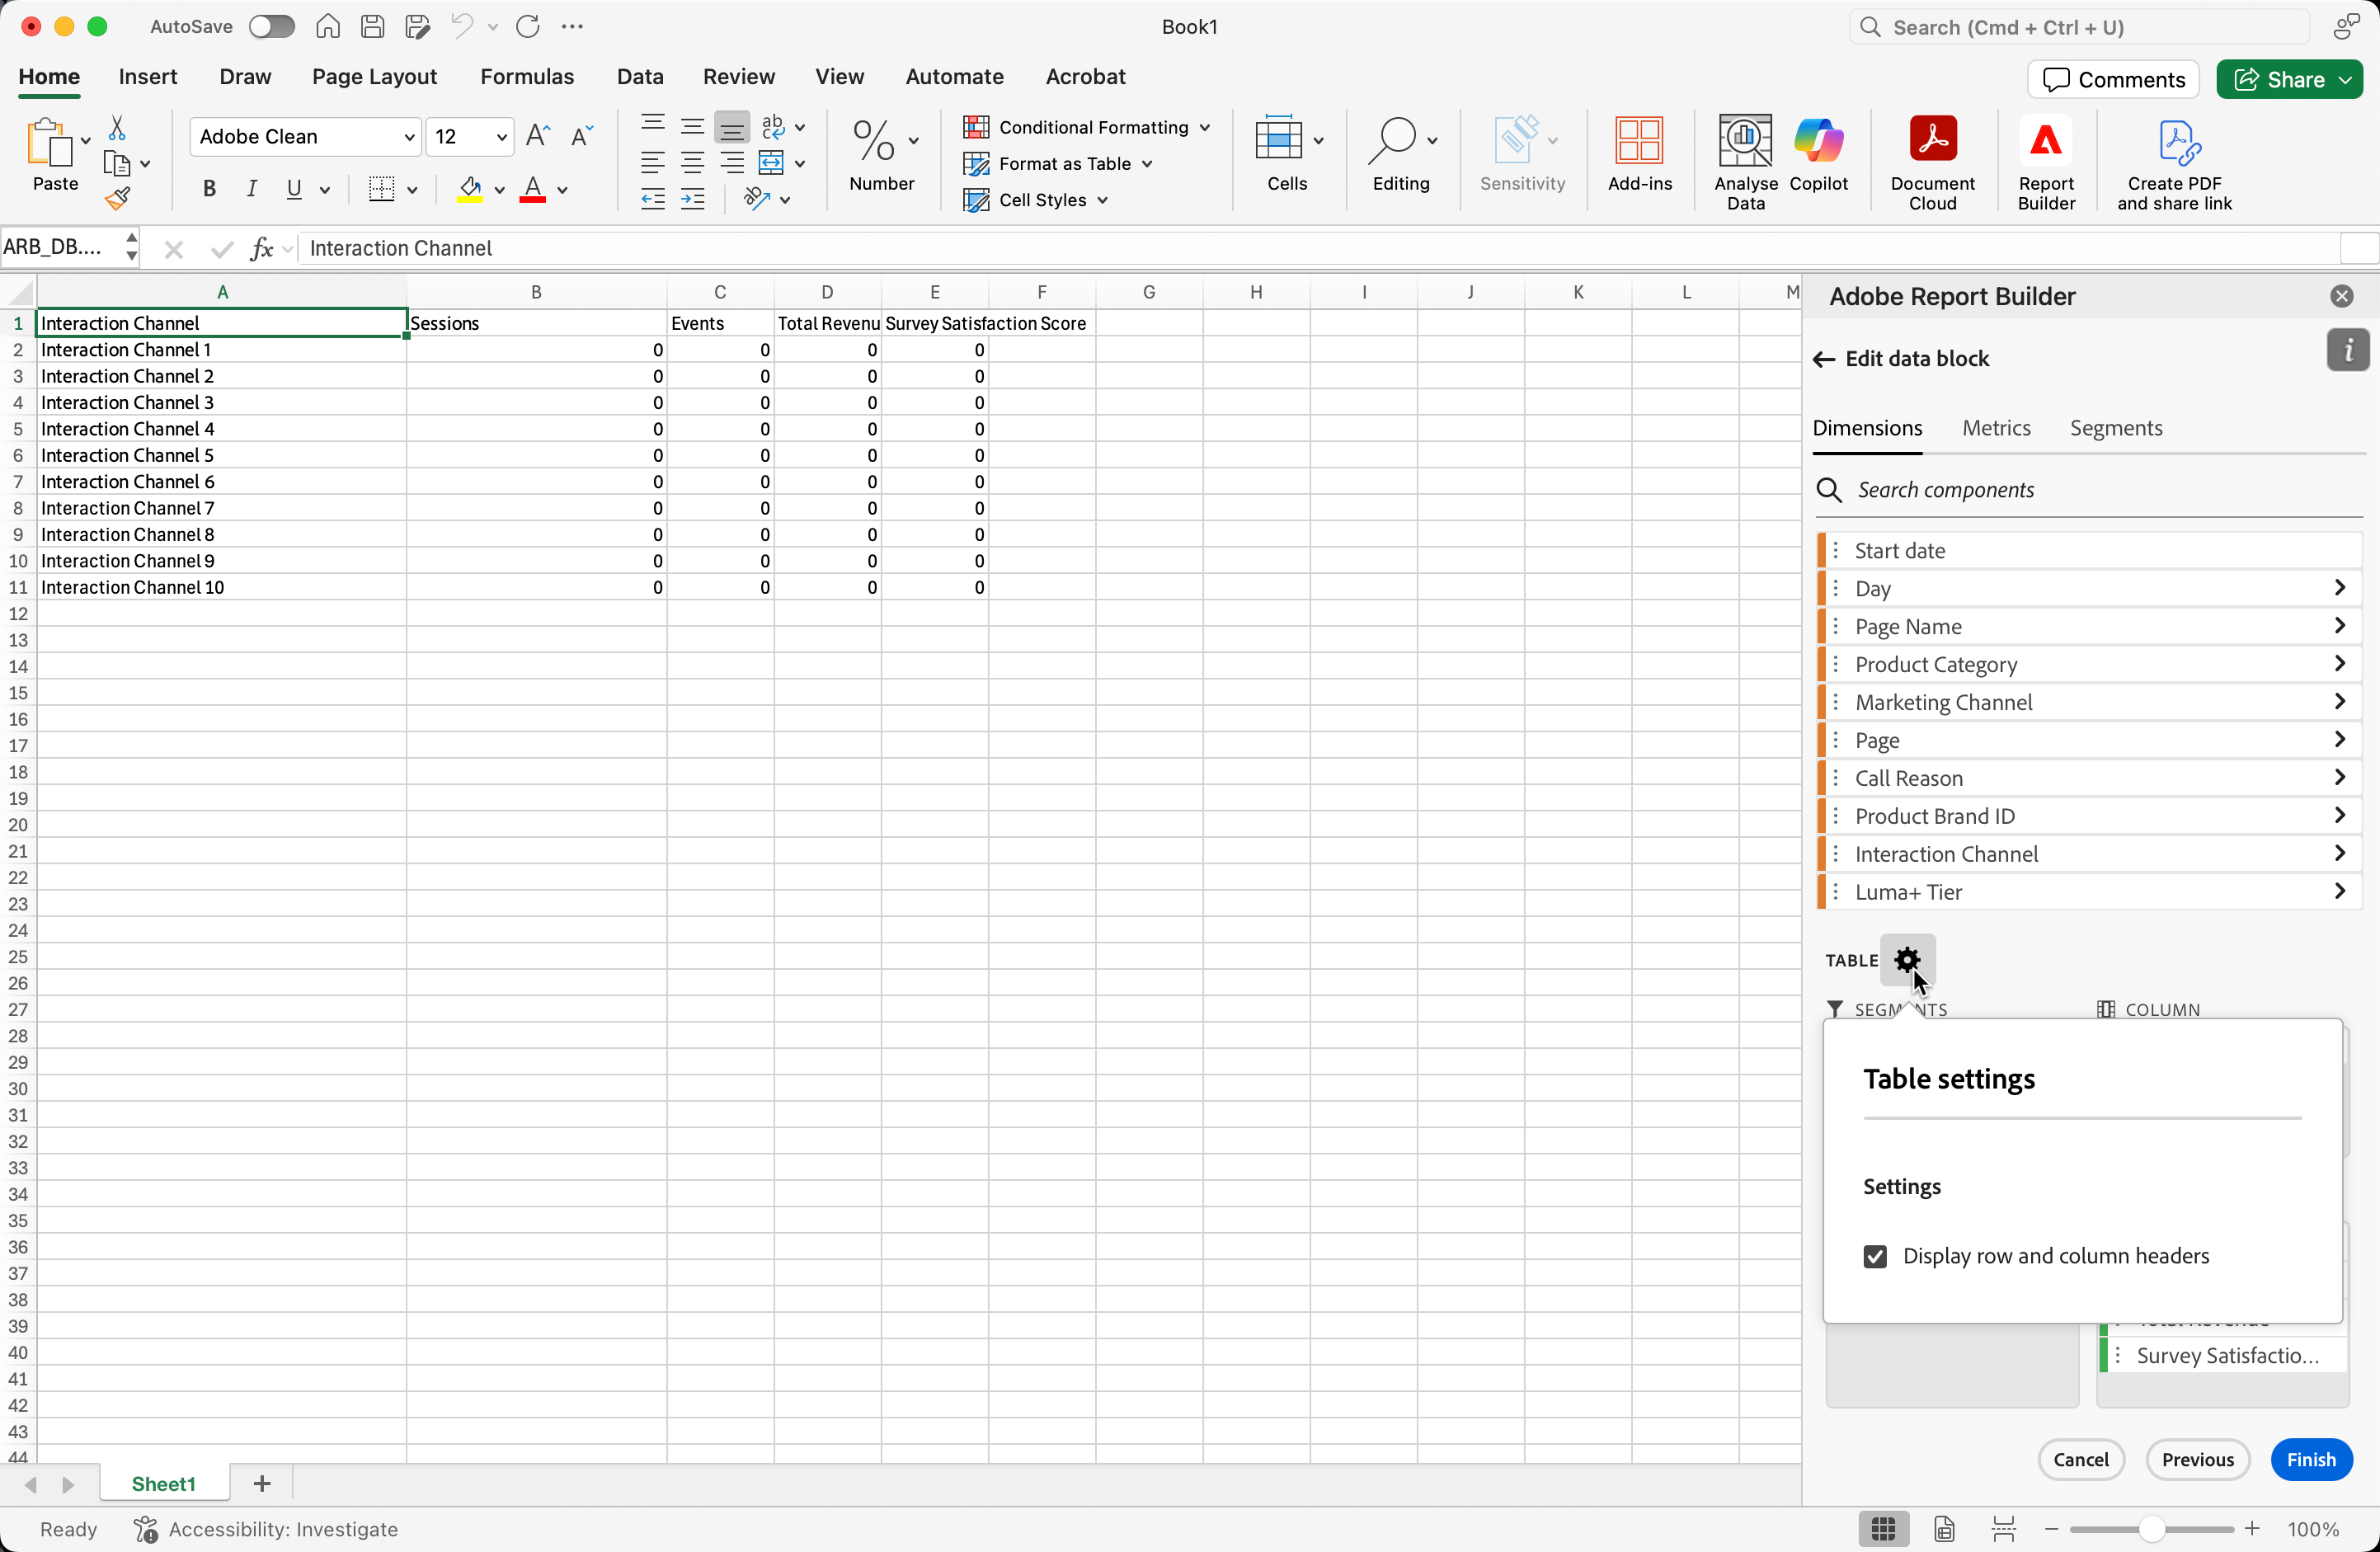 AutoSave
Book1
Search (Cmd + Ctrl + U)
Home Insert Draw Page Layout Formulas Data Review View Automate Acrobat
Comments Share
Paste
Adobe Clean 12
B I U
ab
Number
Conditional Formatting
Format as Table
Cell Styles
Cells
Editing
Sensitivity
Add-ins
Analyse Data
Copilot
Document Cloud
Report Builder
Create PDF and share link
ARB_DB.... fx Interaction Channel
A B C D E F G H I J K L M
1 Interaction Channel Sessions Events Total Revenu Survey Satisfaction Score
2 Interaction Channel 1 0 0 0 0
3 Interaction Channel 2 0 0 0 0
4 Interaction Channel 3 0 0 0 0
5 Interaction Channel 4 0 0 0 0
6 Interaction Channel 5 0 0 0 0
7 Interaction Channel 6 0 0 0 0
8 Interaction Channel 7 0 0 0 0
9 Interaction Channel 8 0 0 0 0
10 Interaction Channel 9 0 0 0 0
11 Interaction Channel 10 0 0 0 0
12
13
14
15
16
17
18
19
20
21
22
23
24
25
26
27
28
29
30
31
32
33
34
35
36
37
38
39
40
41
42
43
44
Adobe Report Builder
Edit data block
Dimensions Metrics Segments
Search components
Start date
Day
Page Name
Product Category
Marketing Channel
Page
Call Reason
Product Brand ID
Interaction Channel
Luma+ Tier
TABLE
SEGMENTS COLUMN
Table settings
Settings
Display row and column headers
Survey Satisfactio...
Cancel Previous Finish
Sheet1
Ready Accessibility: Investigate 100%